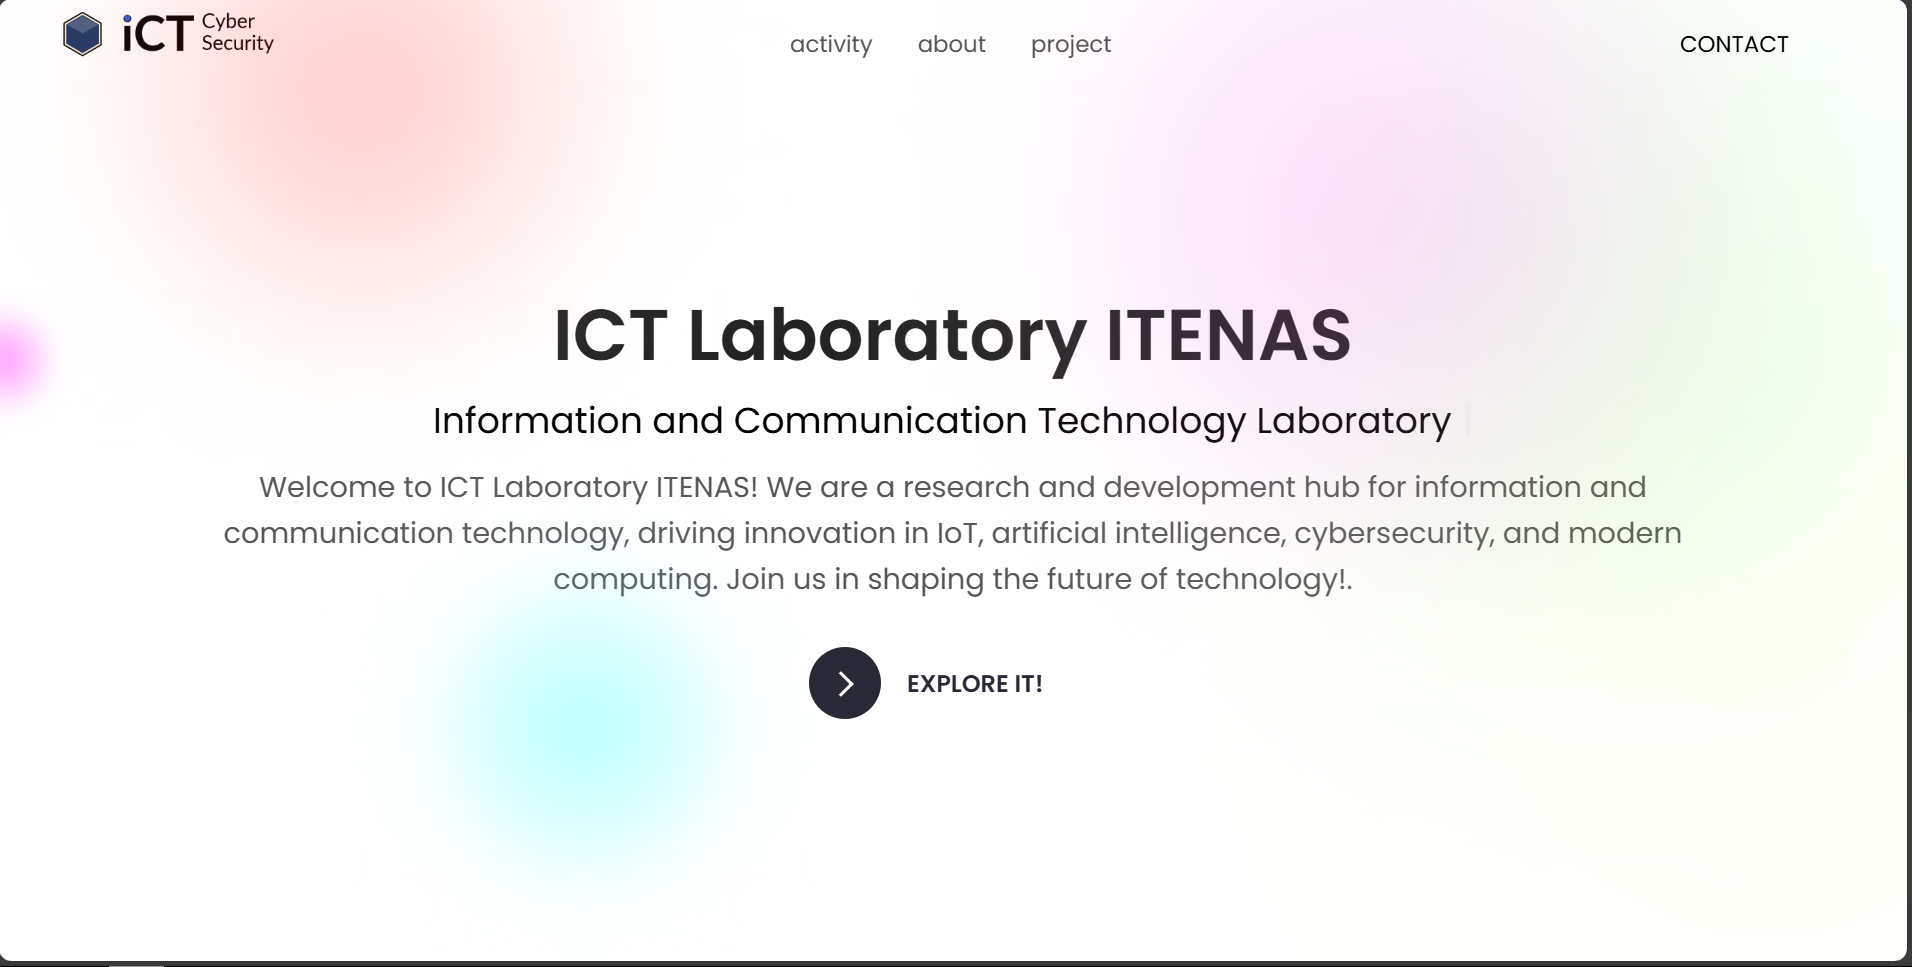 iCT Cyber Security
activity about project
CONTACT
ICT Laboratory ITENAS
Information and Communication Technology Laboratory
Welcome to ICT Laboratory ITENAS! We are a research and development hub for information and
communication technology, driving innovation in IoT, artificial intelligence, cybersecurity, and modern
computing. Join us in shaping the future of technology!.
EXPLORE IT!